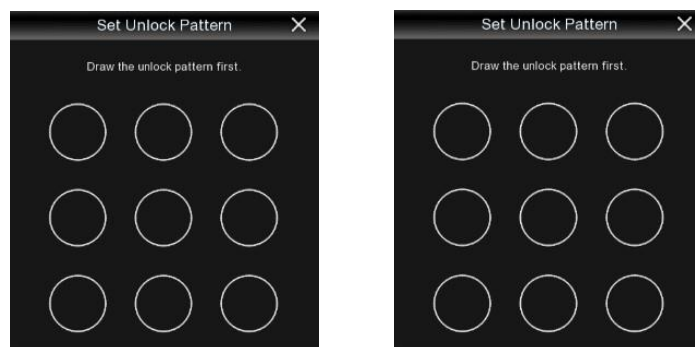 Set Unlock Pattern
Draw the unlock pattern first.
Set Unlock Pattern
Draw the unlock pattern first.